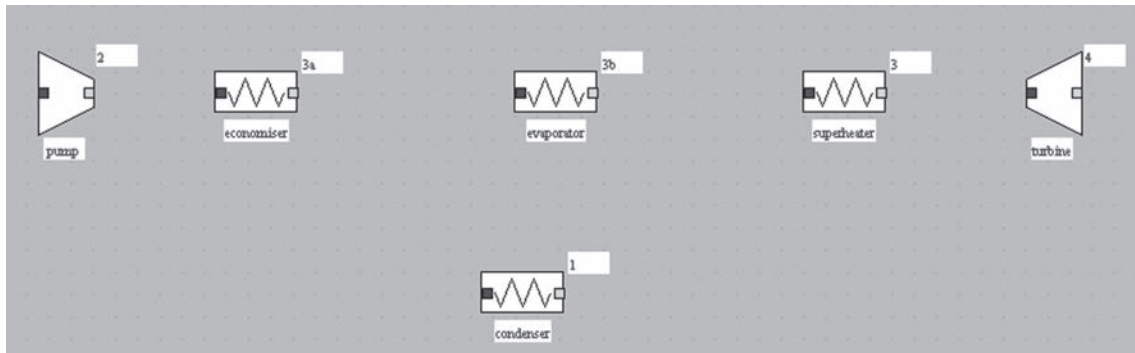 2
3a
3b
3
4
pump
economiser
evaporator
superheater
turbine
1
condenser